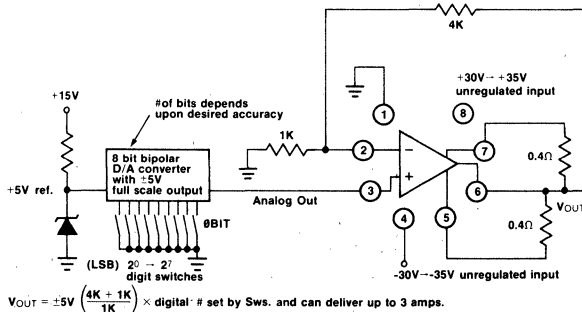 4K
+30V→ +35V
unregulated input
#of bits depends
upon desired accuracy
+15V
1
8
1K
8 bit bipolar
D/A converter
with ±5V
full scale output
2
7
0.4Ω
+5V ref.
3
6
Analog Out
VOUT
ØBIT
4
5
0.4Ω
(LSB) 2⁰ → 2⁷
digit switches
-30V→-35V unregulated input
VOUT = ±5V (4K + 1K / 1K) × digital # set by Sws. and can deliver up to 3 amps.